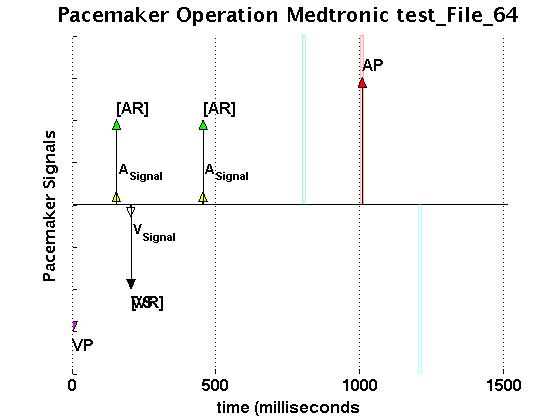 Pacemaker Operation Medtronic test_File_64
AP
[AR]
[AR]
A_Signal
A_Signal
Pacemaker Signals
V_Signal
VP
0
500
1000
1500
time (milliseconds